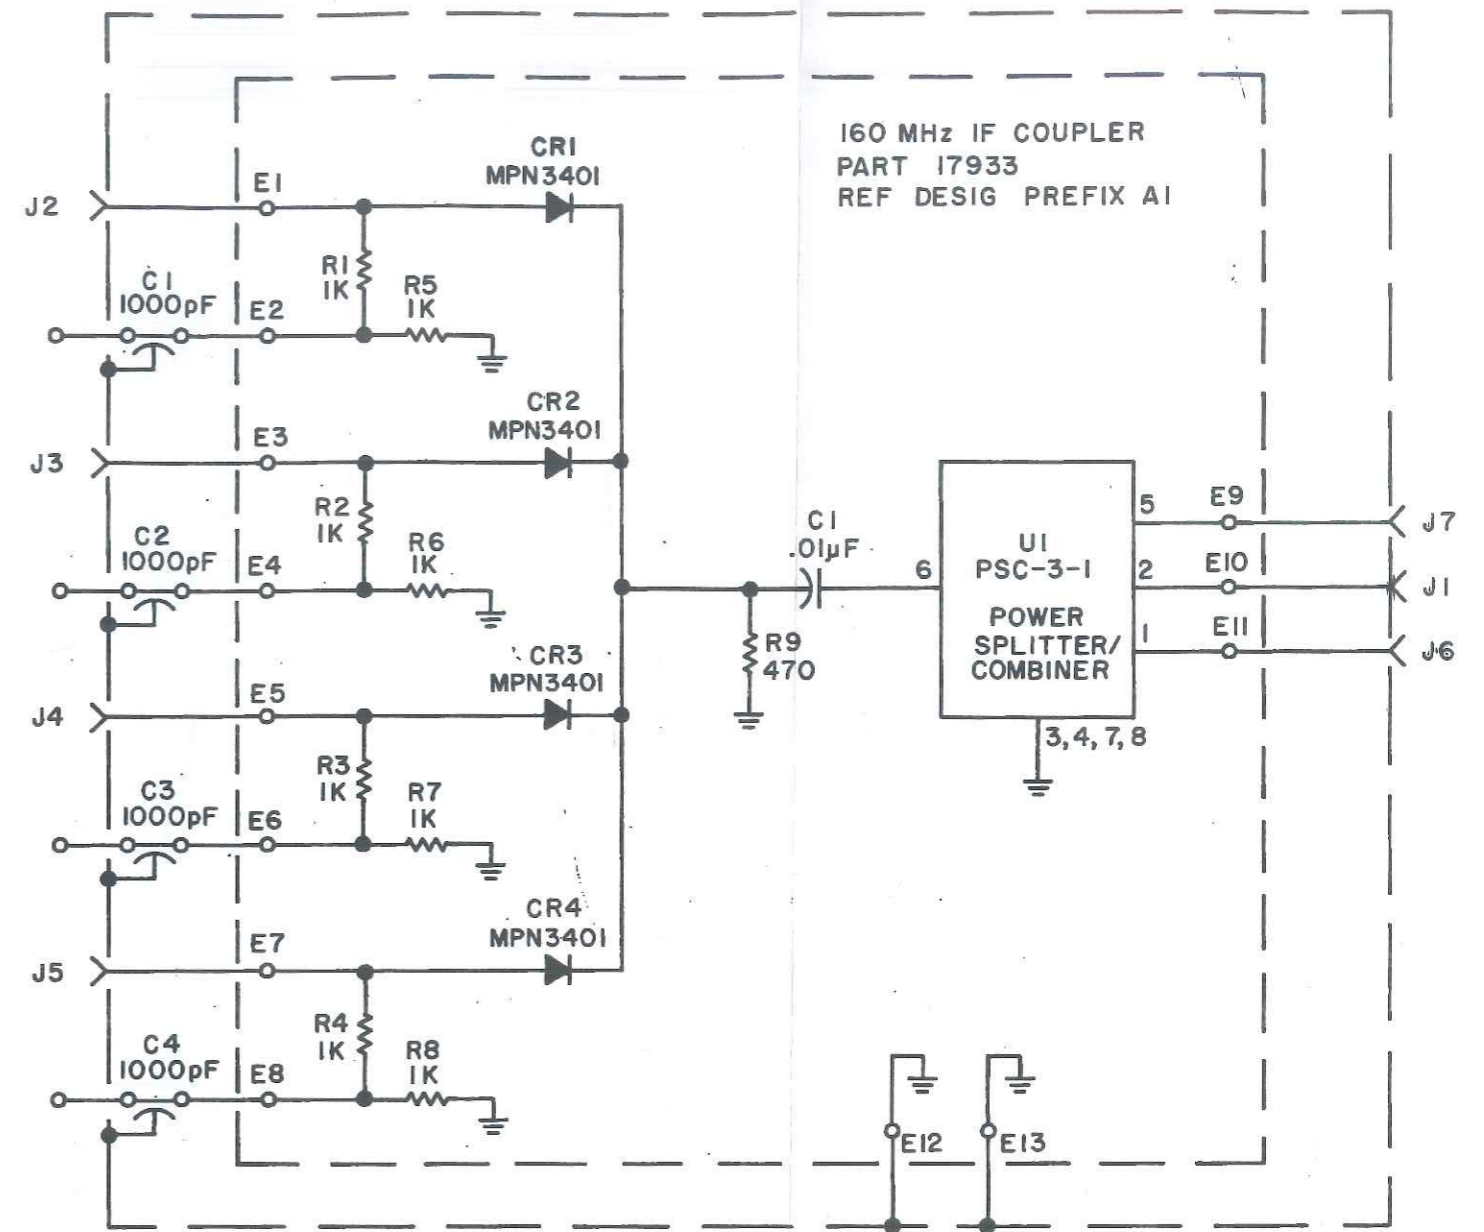 160 MHz IF COUPLER
PART 17933
REF DESIG PREFIX A1
CR1
MPN3401
E1
J2
R1
1K
C1
1000pF
R5
1K
E2
CR2
MPN3401
E3
J3
R2
1K
C2
1000pF
R6
1K
E4
CR3
MPN3401
E5
J4
R3
1K
C3
1000pF
R7
1K
E6
CR4
MPN3401
E7
J5
R4
1K
C4
1000pF
R8
1K
E8
C1
.01µF
R9
470
6
U1
PSC-3-1
POWER
SPLITTER/
COMBINER
5
E9
J7
2
E10
J1
1
E11
J6
3, 4, 7, 8
E12
E13